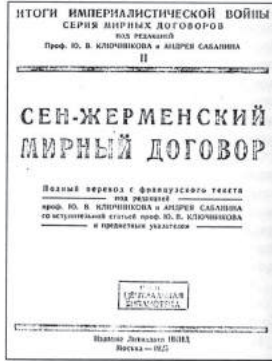 ИТОГИ ИМПЕРИАЛИСТИЧЕСКОЙ ВОЙНЫ
СЕРИЯ МИРНЫХ ДОГОВОРОВ
ПОД РЕДАКЦИЕЙ
Проф. Ю. В. КЛЮЧНИКОВА и АНДРЕЯ САБАНИНА
II
СЕН-ЖЕРМЕНСКИЙ
МИРНЫЙ ДОГОВОР
Полный перевод с французского текста
под редакцией
проф. Ю. В. КЛЮЧНИКОВА и АНДРЕЯ САБАНИНА
со вступительной статьей проф. Ю. В. КЛЮЧНИКОВА
и предметным указателем
БИБЛИОТЕКА
Издание Литиздата НКИД
Москва — 1925